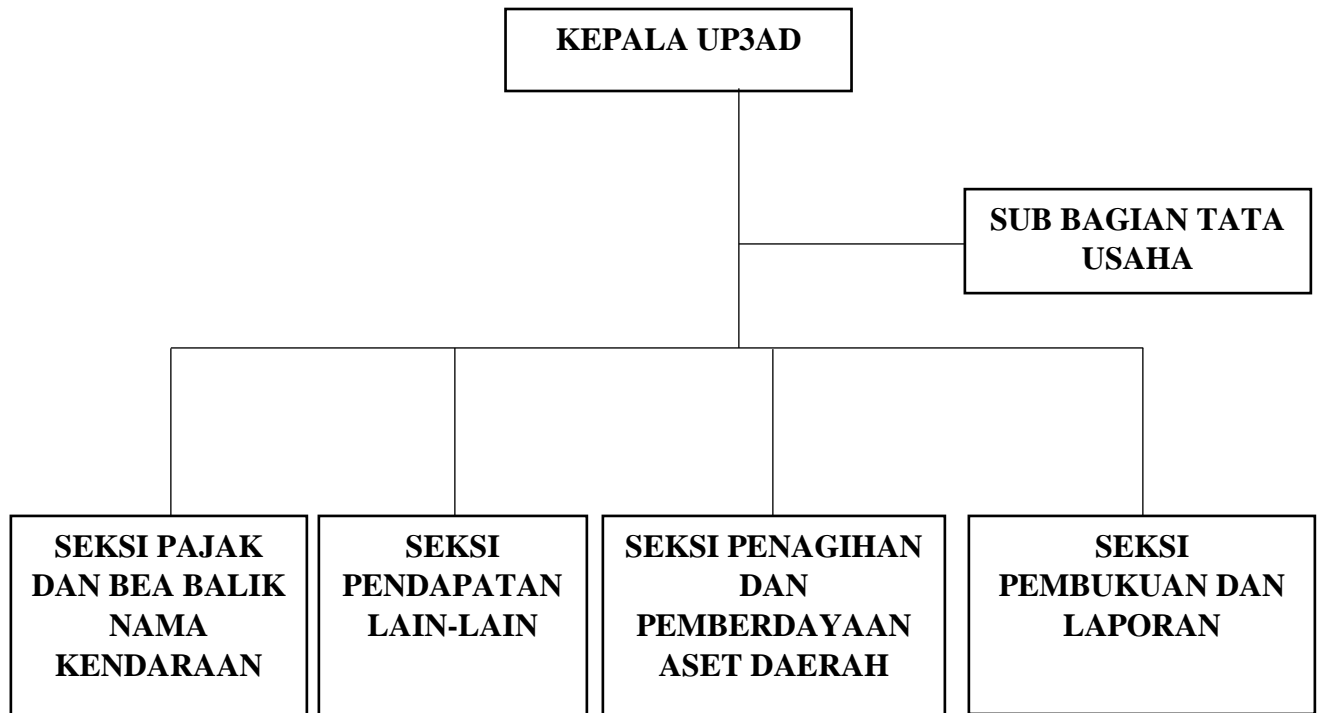 KEPALA UP3AD
SUB BAGIAN TATA
USAHA
SEKSI PAJAK
DAN BEA BALIK
NAMA
KENDARAAN
SEKSI
PENDAPATAN
LAIN-LAIN
SEKSI PENAGIHAN
DAN
PEMBERDAYAAN
ASET DAERAH
SEKSI
PEMBUKUAN DAN
LAPORAN